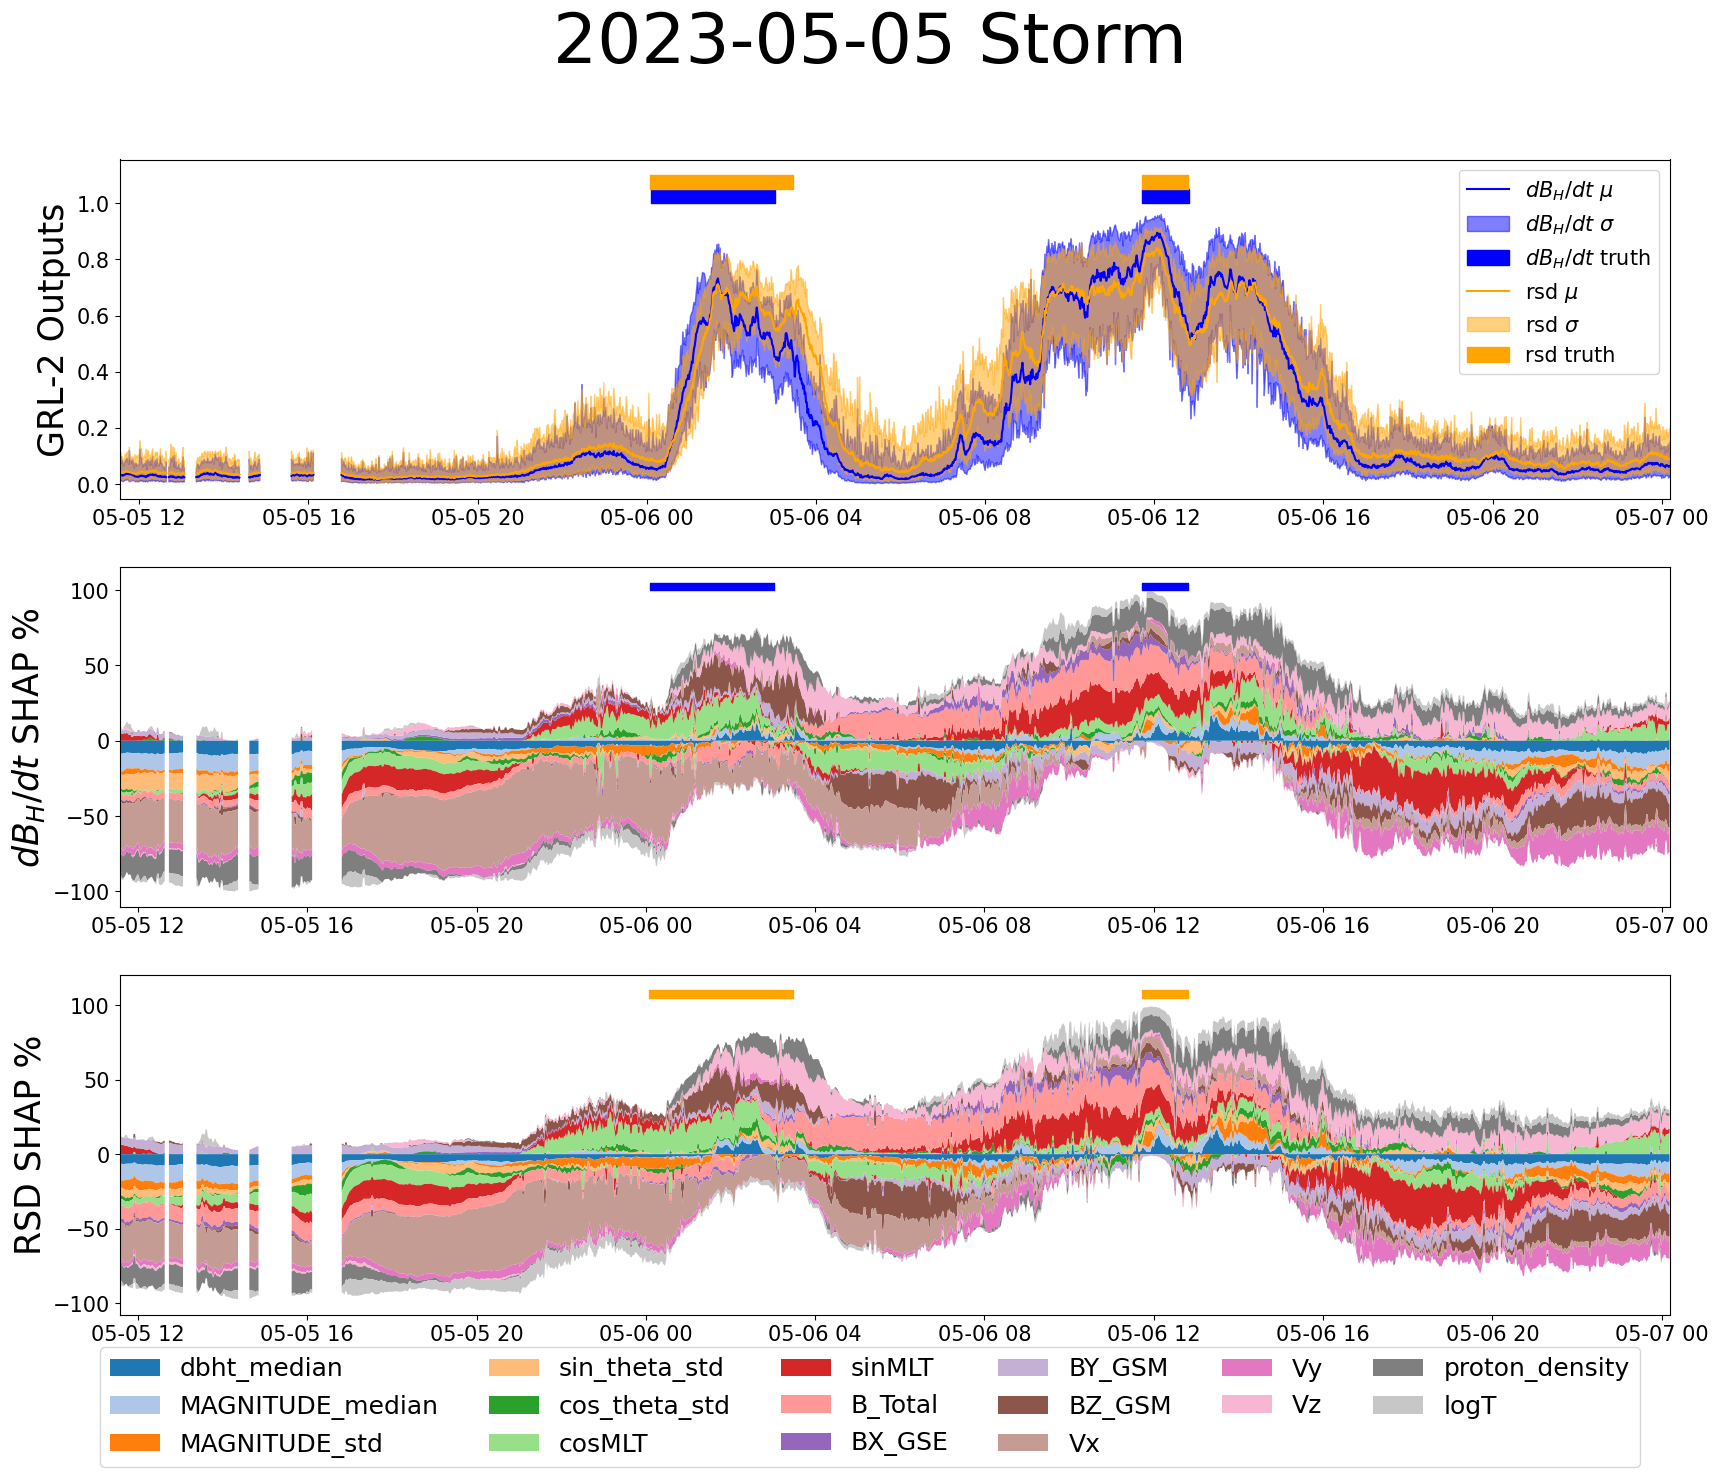 2023-05-05 Storm
GRL-2 Outputs
1.0
0.8
0.6
0.4
0.2
0.0
dB_H/dt μ
dB_H/dt σ
dB_H/dt truth
rsd μ
rsd σ
rsd truth
05-05 12 05-05 16 05-05 20 05-06 00 05-06 04 05-06 08 05-06 12 05-06 16 05-06 20 05-07 00
dB_H/dt SHAP %
100
50
0
−50
−100
05-05 12 05-05 16 05-05 20 05-06 00 05-06 04 05-06 08 05-06 12 05-06 16 05-06 20 05-07 00
RSD SHAP %
100
50
0
−50
−100
05-05 12 05-05 16 05-05 20 05-06 00 05-06 04 05-06 08 05-06 12 05-06 16 05-06 20 05-07 00
dbht_median sin_theta_std sinMLT BY_GSM Vy proton_density
MAGNITUDE_median cos_theta_std B_Total BZ_GSM Vz logT
MAGNITUDE_std cosMLT BX_GSE Vx